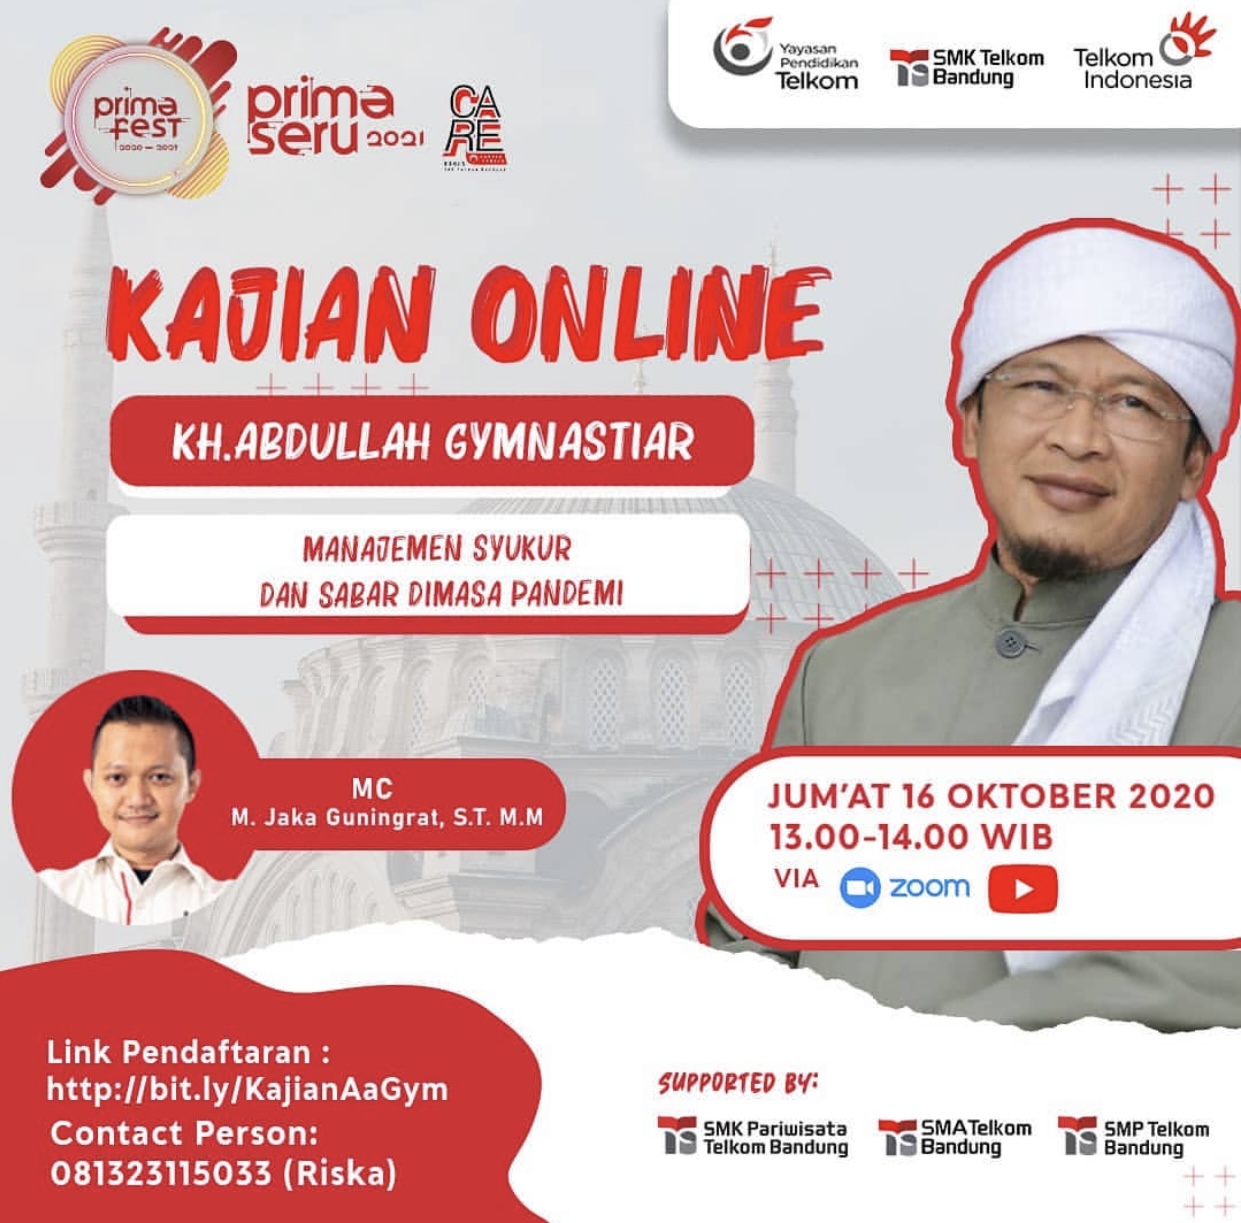 prima
fest
2020 — 2021
prima
seru 2021
CA
RE
Yayasan
Pendidikan
Telkom
SMK Telkom
Bandung
Telkom
Indonesia
KAJIAN ONLINE
KH.ABDULLAH GYMNASTIAR
MANAJEMEN SYUKUR
DAN SABAR DIMASA PANDEMI
MC
M. Jaka Guningrat, S.T. M.M
JUM'AT 16 OKTOBER 2020
13.00-14.00 WIB
VIA zoom
Link Pendaftaran :
http://bit.ly/KajianAaGym
Contact Person:
081323115033 (Riska)
SUPPORTED BY:
SMK Pariwisata
Telkom Bandung
SMA Telkom
Bandung
SMP Telkom
Bandung